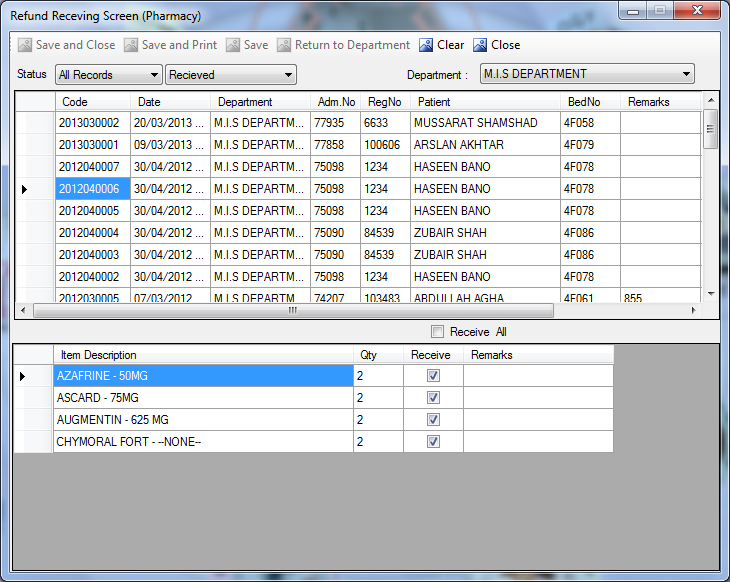 Refund Receving Screen (Pharmacy)
Save and Close Save and Print Save Return to Department Clear Close
Status All Records Recieved Department : M.I.S DEPARTMENT
Code Date Department Adm.No RegNo Patient BedNo Remarks
2013030002 20/03/2013 ... M.I.S DEPARTM... 77935 6633 MUSSARAT SHAMSHAD 4F058
2013030001 09/03/2013 ... M.I.S DEPARTM... 77858 100606 ARSLAN AKHTAR 4F079
2012040007 30/04/2012 ... M.I.S DEPARTM... 75098 1234 HASEEN BANO 4F078
2012040006 30/04/2012 ... M.I.S DEPARTM... 75098 1234 HASEEN BANO 4F078
2012040005 30/04/2012 ... M.I.S DEPARTM... 75098 1234 HASEEN BANO 4F078
2012040004 30/04/2012 ... M.I.S DEPARTM... 75090 84539 ZUBAIR SHAH 4F086
2012040003 30/04/2012 ... M.I.S DEPARTM... 75090 84539 ZUBAIR SHAH 4F086
2012040002 30/04/2012 ... M.I.S DEPARTM... 75098 1234 HASEEN BANO 4F078
2012030005 07/03/2012 ... M.I.S DEPARTM... 74207 103483 ABDULLAH AGHA 4F061 855
Receive All
Item Description Qty Receive Remarks
AZAFRINE - 50MG 2
ASCARD - 75MG 2
AUGMENTIN - 625 MG 2
CHYMORAL FORT - --NONE-- 2